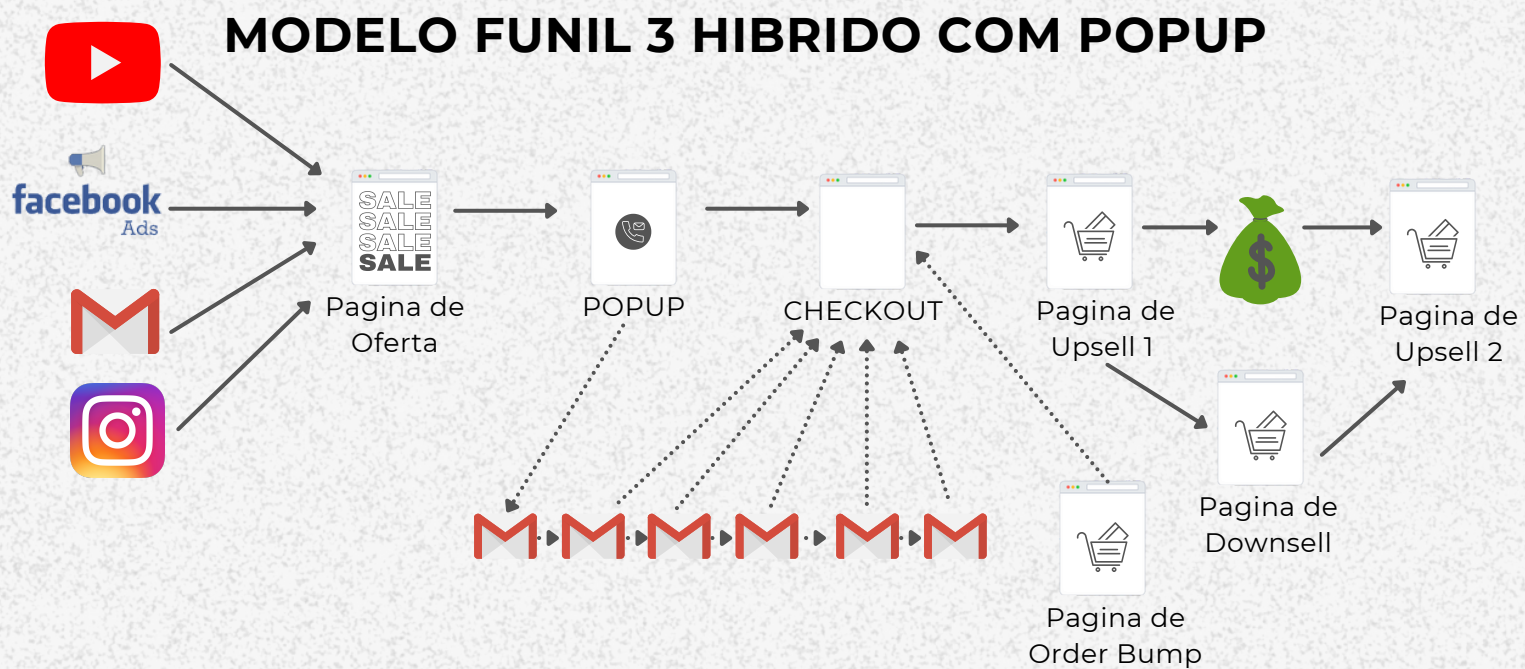 MODELO FUNIL 3 HIBRIDO COM POPUP
facebook
Ads
SALE
SALE
SALE
SALE
Pagina de
Oferta
POPUP
CHECKOUT
Pagina de
Upsell 1
$
Pagina de
Upsell 2
Pagina de
Downsell
Pagina de
Order Bump